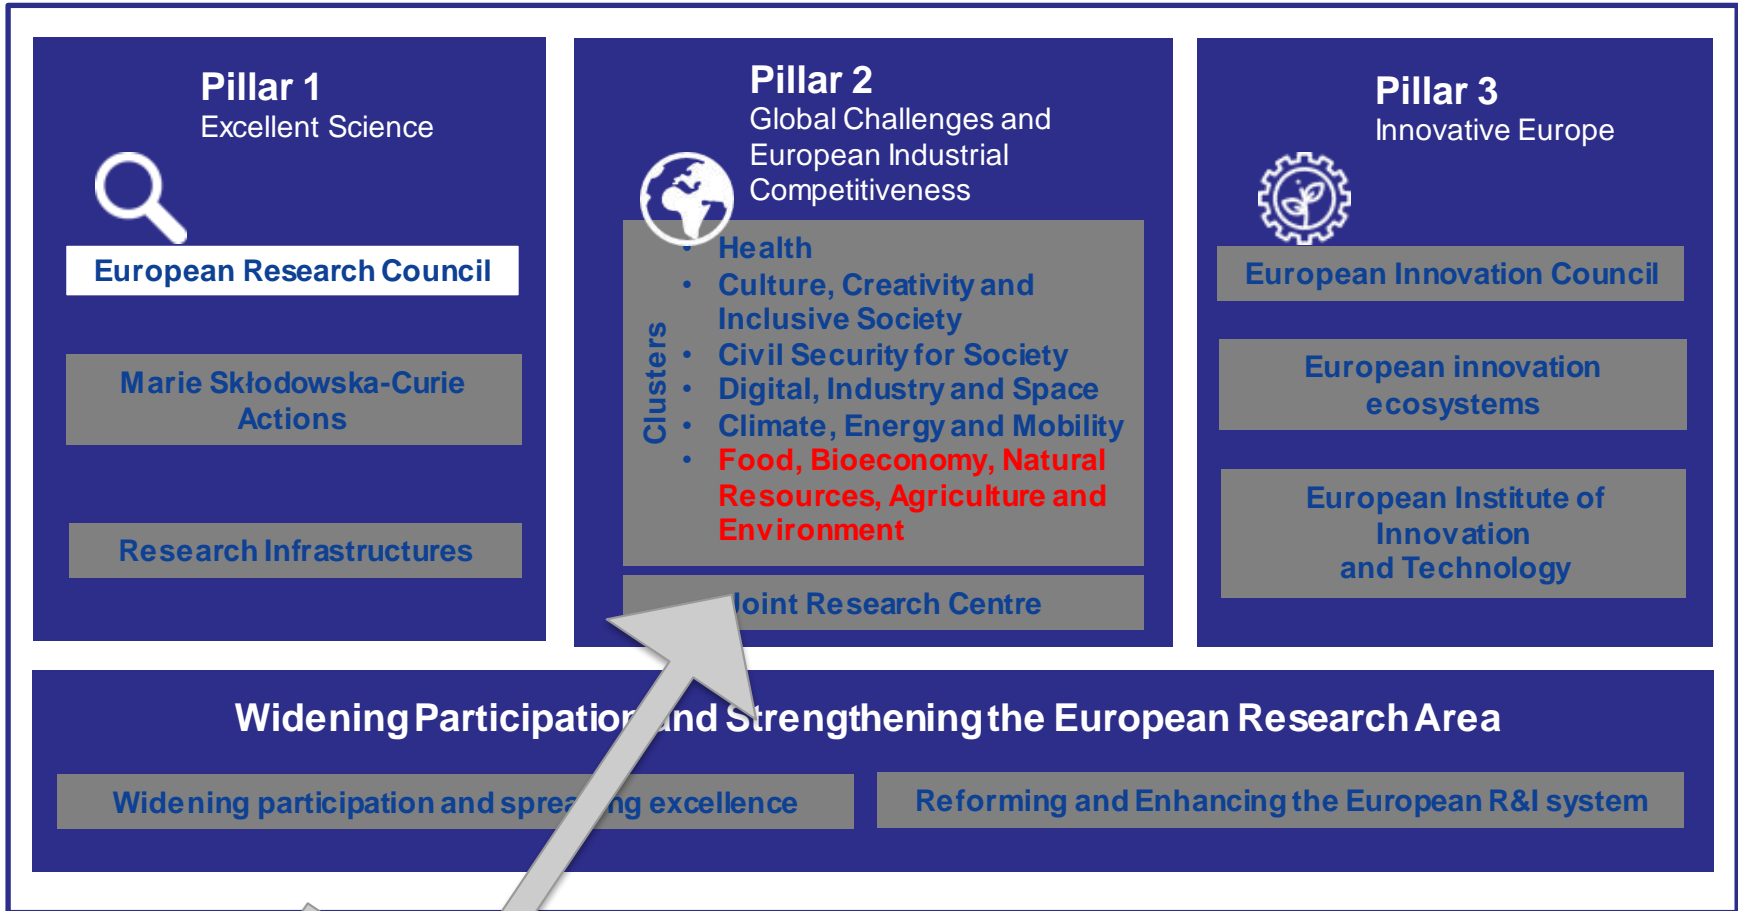 Pillar 1
Excellent Science
European Research Council
Marie Skłodowska-Curie
Actions
Research Infrastructures
Pillar 2
Global Challenges and
European Industrial
Competitiveness
Clusters
• Health
• Culture, Creativity and
Inclusive Society
• Civil Security for Society
• Digital, Industry and Space
• Climate, Energy and Mobility
• Food, Bioeconomy, Natural
Resources, Agriculture and
Environment
Joint Research Centre
Pillar 3
Innovative Europe
European Innovation Council
European innovation
ecosystems
European Institute of
Innovation
and Technology
Widening Participation and Strengthening the European Research Area
Widening participation and spreading excellence
Reforming and Enhancing the European R&I system